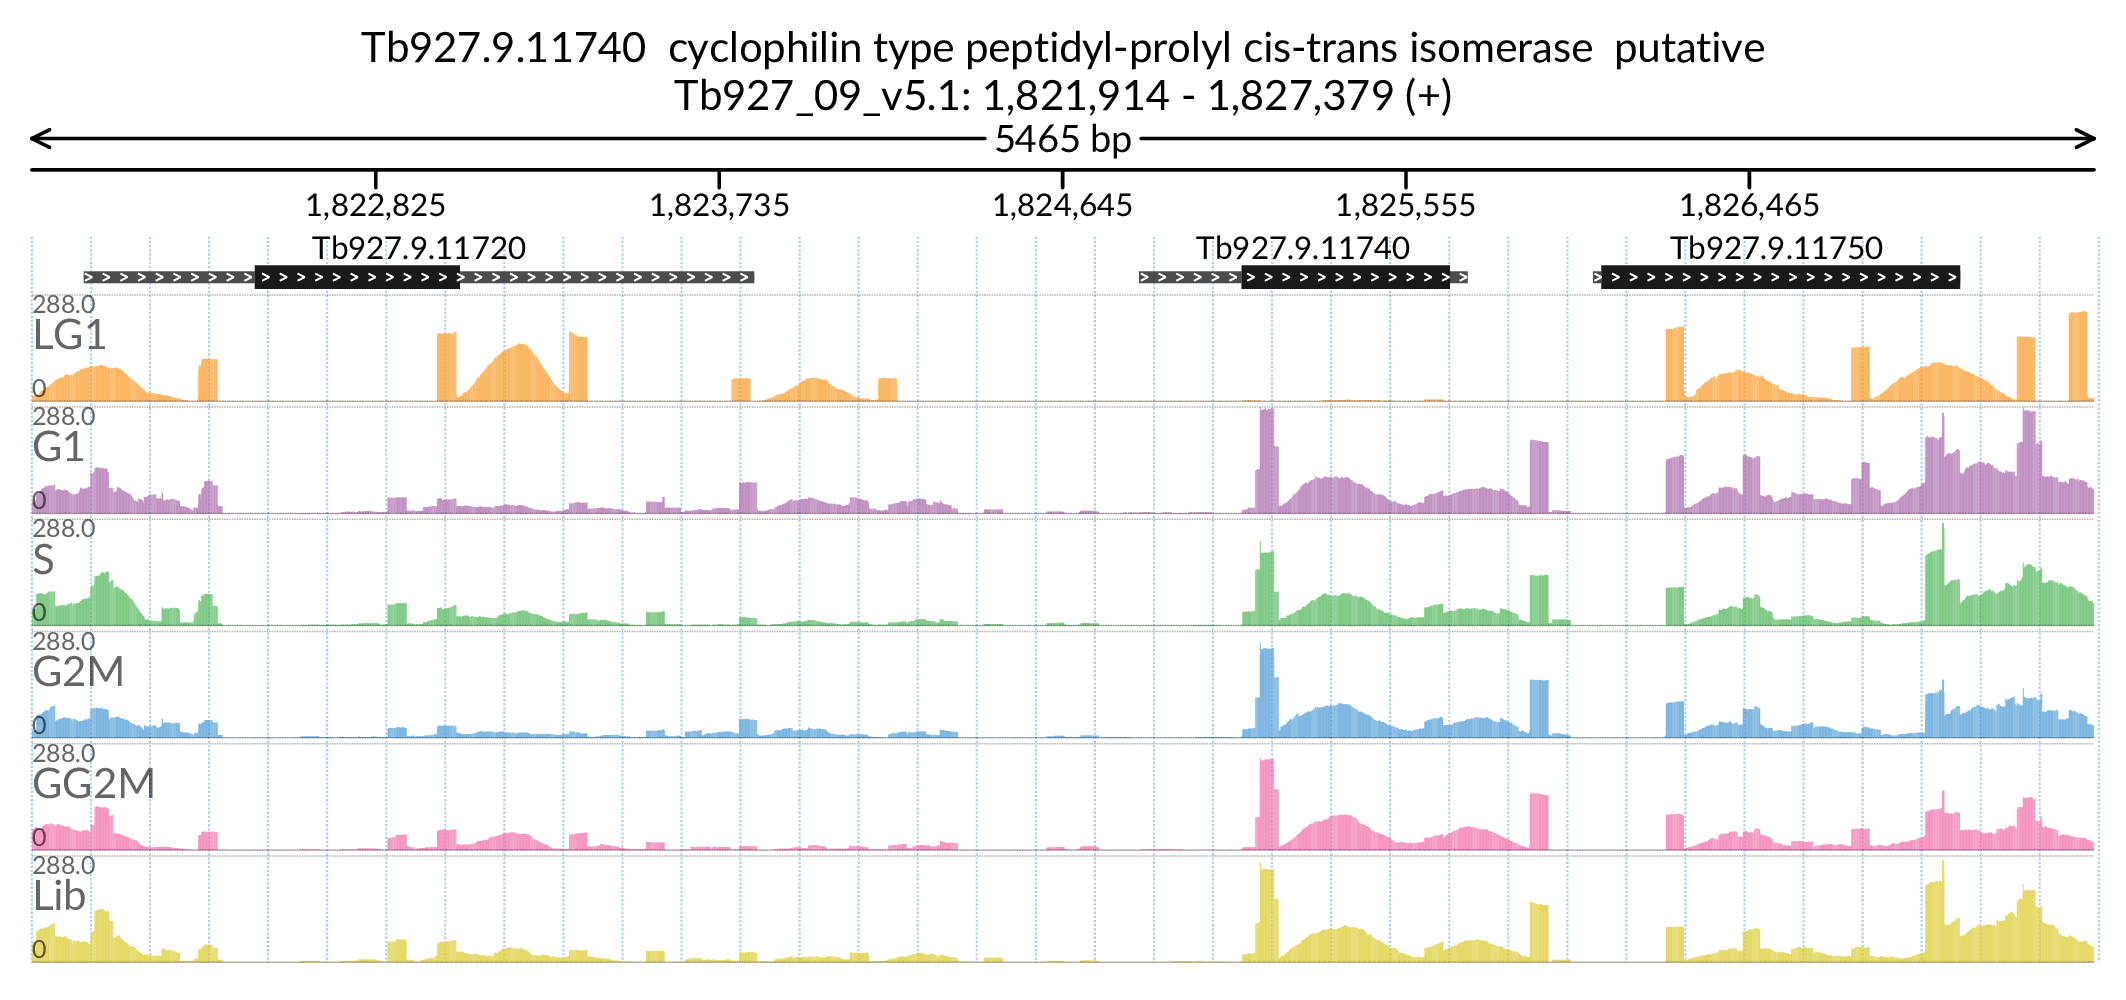 Tb927.9.11740  cyclophilin type peptidyl-prolyl cis-trans isomerase  putative
Tb927_09_v5.1: 1,821,914 - 1,827,379 (+)
5465 bp
1,822,825 1,823,735 1,824,645 1,825,555 1,826,465
Tb927.9.11720 Tb927.9.11740 Tb927.9.11750
288.0
LG1
0
288.0
G1
0
288.0
S
0
288.0
G2M
0
288.0
GG2M
0
288.0
Lib
0